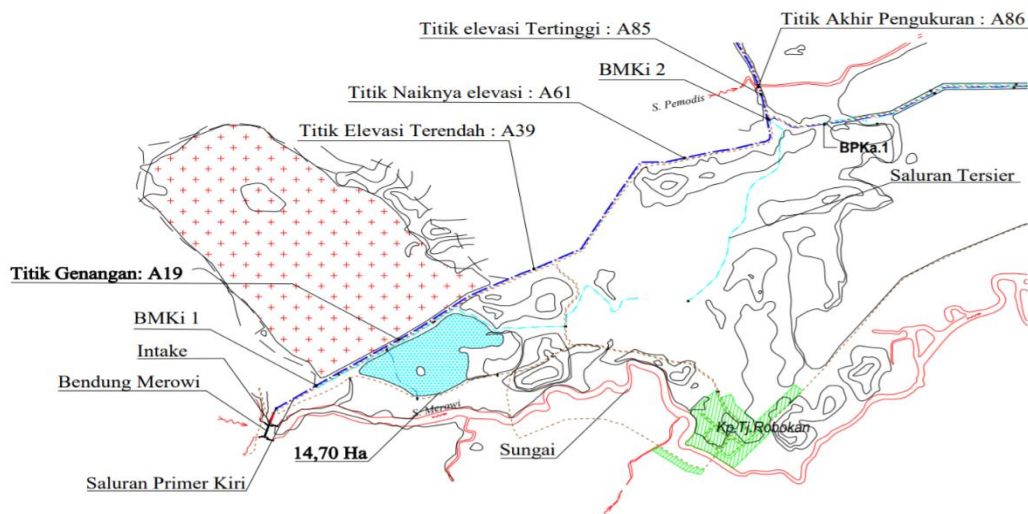 Titik elevasi Tertinggi : A85
Titik Akhir Pengukuran : A86
BMKi 2
S. Pemodis
Titik Naiknya elevasi : A61
Titik Elevasi Terendah : A39
BPKa.1
Saluran Tersier
Titik Genangan: A19
BMKi 1
Intake
Bendung Merowi
S. Merowi
Kp. Tj. Robokan
14,70 Ha
Sungai
Saluran Primer Kiri